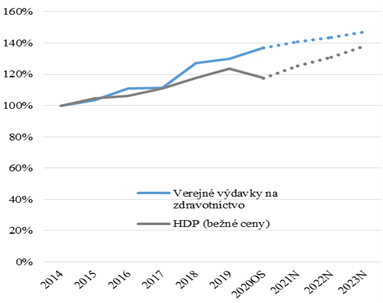 160%
140%
120%
100%
80%
60%
40%
20%
0%
Verejné výdavky na
zdravotníctvo
HDP (bežné ceny)
2014
2015
2016
2017
2018
2019
2020OS
2021N
2022N
2023N